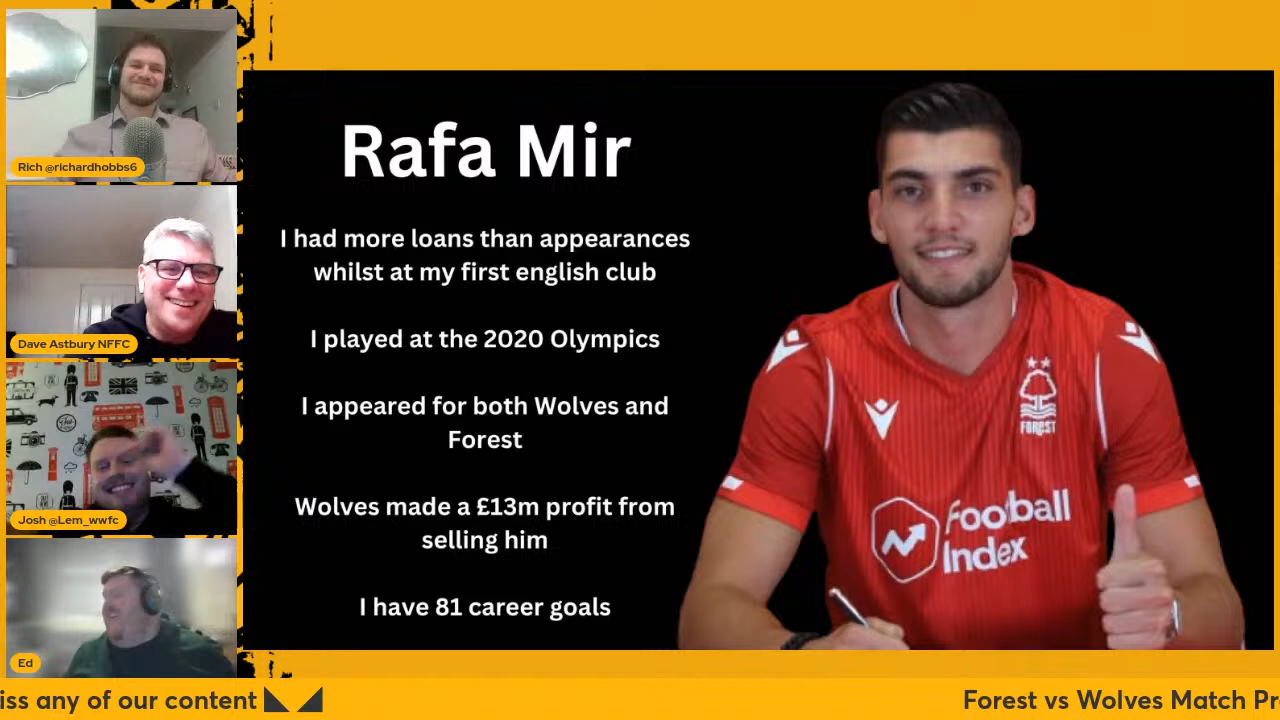 Rich @richardhobbs6
Dave Astbury NFFC
Josh @Lem_wwfc
Ed
Rafa Mir
I had more loans than appearances
whilst at my first english club
I played at the 2020 Olympics
I appeared for both Wolves and
Forest
Wolves made a £13m profit from
selling him
I have 81 career goals
FOREST
Football
Index
iss any of our content
Forest vs Wolves Match Pr